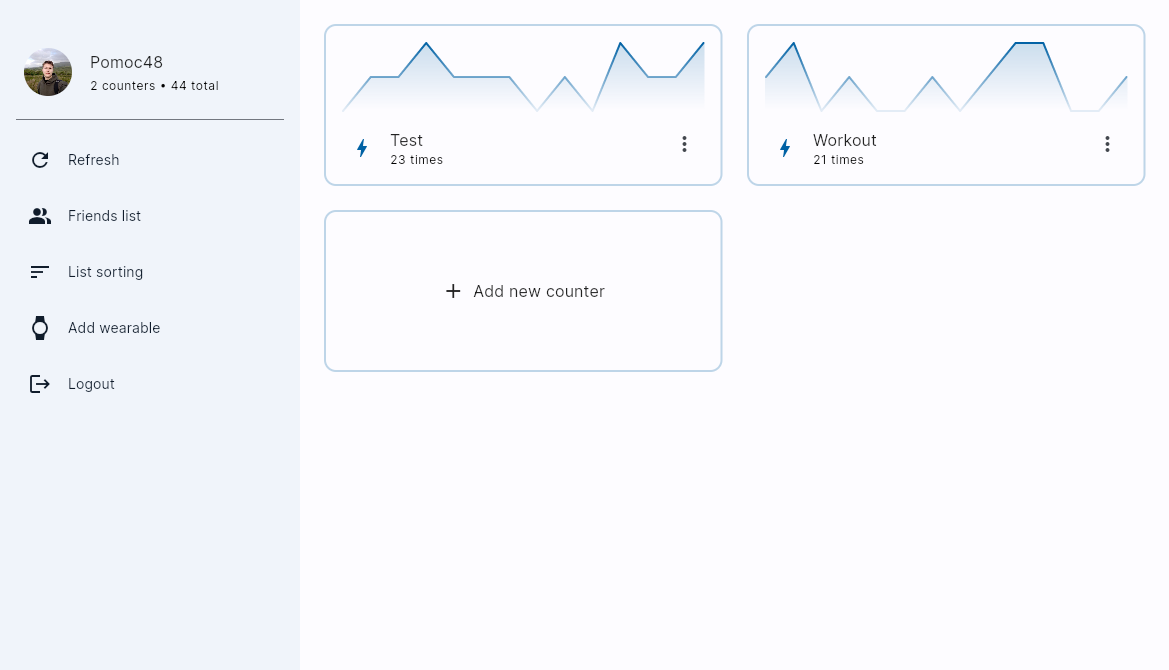 Pomoc48
2 counters • 44 total
Refresh
Friends list
List sorting
Add wearable
Logout
Test
23 times
Workout
21 times
Add new counter